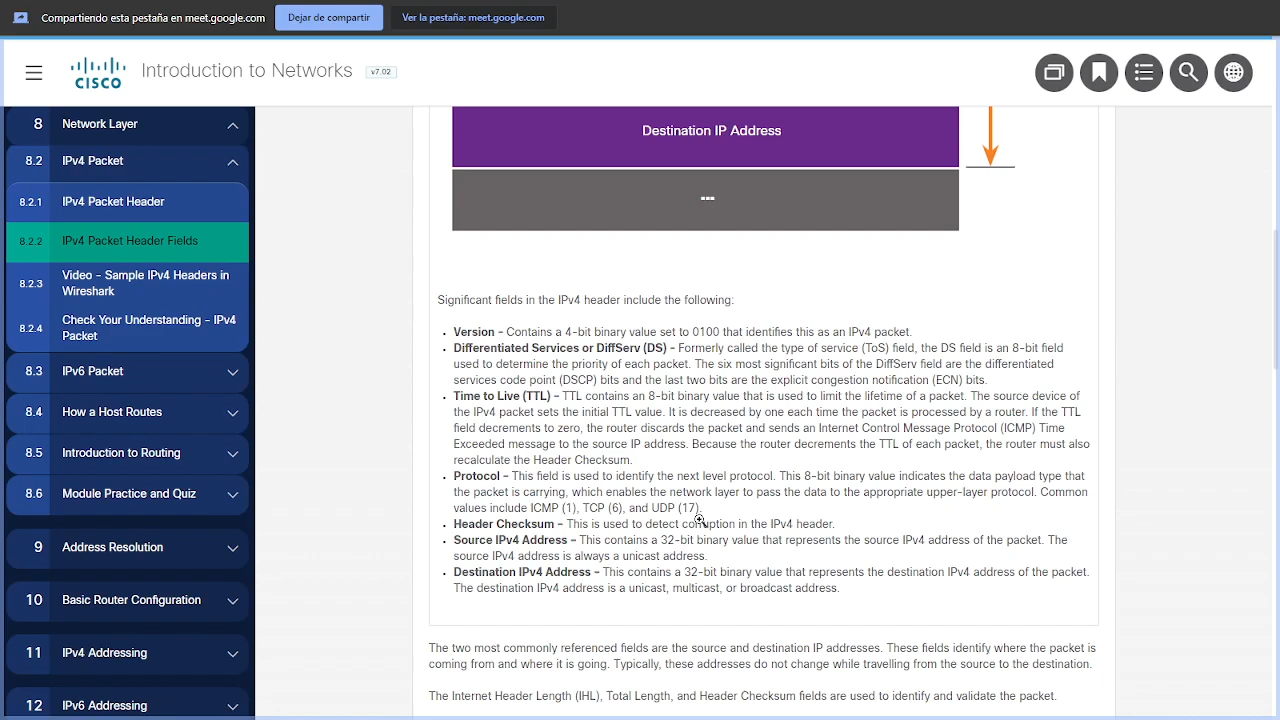 Compartiendo esta pestaña en meet.google.com
Dejar de compartir
Ver la pestaña: meet.google.com
CISCO
Introduction to Networks
v7.02
8 Network Layer
8.2 IPv4 Packet
8.2.1 IPv4 Packet Header
8.2.2 IPv4 Packet Header Fields
8.2.3 Video - Sample IPv4 Headers in
Wireshark
8.2.4 Check Your Understanding - IPv4
Packet
8.3 IPv6 Packet
8.4 How a Host Routes
8.5 Introduction to Routing
8.6 Module Practice and Quiz
9 Address Resolution
10 Basic Router Configuration
11 IPv4 Addressing
12 IPv6 Addressing
Destination IP Address
...
Significant fields in the IPv4 header include the following:
• Version - Contains a 4-bit binary value set to 0100 that identifies this as an IPv4 packet.
• Differentiated Services or DiffServ (DS) - Formerly called the type of service (ToS) field, the DS field is an 8-bit field
used to determine the priority of each packet. The six most significant bits of the DiffServ field are the differentiated
services code point (DSCP) bits and the last two bits are the explicit congestion notification (ECN) bits.
• Time to Live (TTL) - TTL contains an 8-bit binary value that is used to limit the lifetime of a packet. The source device of
the IPv4 packet sets the initial TTL value. It is decreased by one each time the packet is processed by a router. If the TTL
field decrements to zero, the router discards the packet and sends an Internet Control Message Protocol (ICMP) Time
Exceeded message to the source IP address. Because the router decrements the TTL of each packet, the router must also
recalculate the Header Checksum.
• Protocol - This field is used to identify the next level protocol. This 8-bit binary value indicates the data payload type that
the packet is carrying, which enables the network layer to pass the data to the appropriate upper-layer protocol. Common
values include ICMP (1), TCP (6), and UDP (17).
• Header Checksum - This is used to detect corruption in the IPv4 header.
• Source IPv4 Address - This contains a 32-bit binary value that represents the source IPv4 address of the packet. The
source IPv4 address is always a unicast address.
• Destination IPv4 Address - This contains a 32-bit binary value that represents the destination IPv4 address of the packet.
The destination IPv4 address is a unicast, multicast, or broadcast address.
The two most commonly referenced fields are the source and destination IP addresses. These fields identify where the packet is
coming from and where it is going. Typically, these addresses do not change while travelling from the source to the destination.
The Internet Header Length (IHL), Total Length, and Header Checksum fields are used to identify and validate the packet.